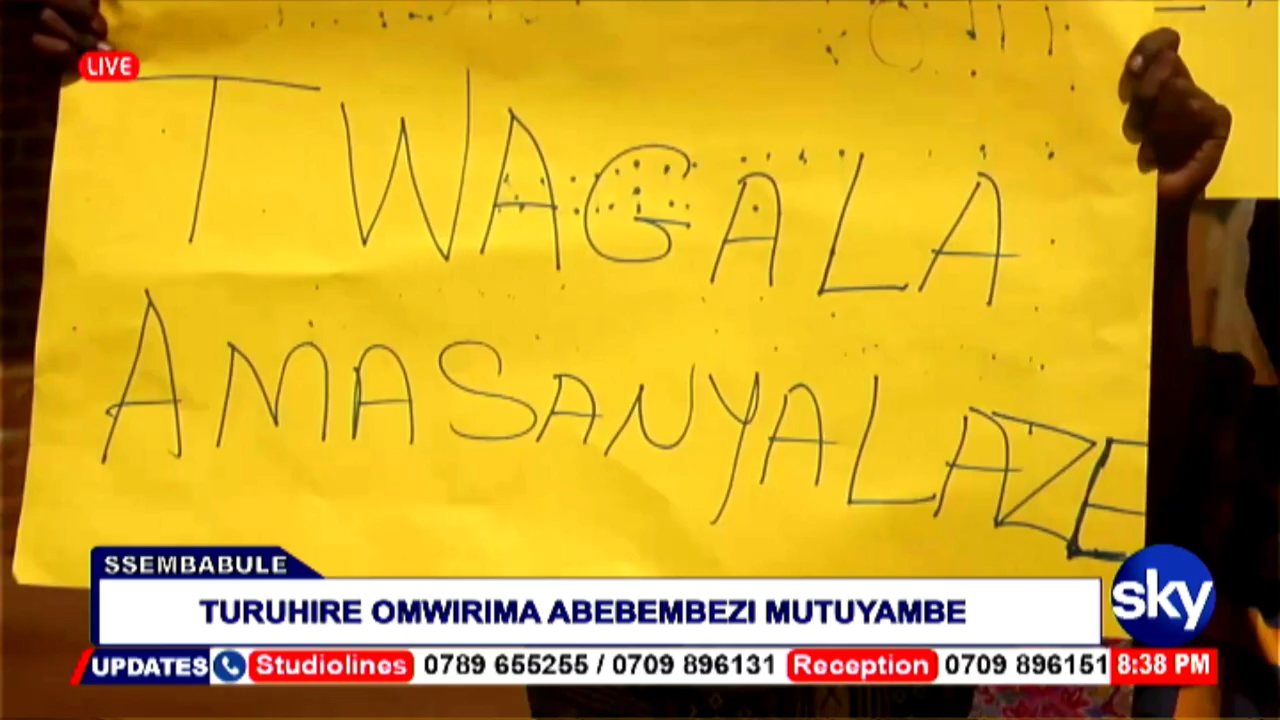 LIVE
TWAGALA
AMASANYALAZE
SSEMBABULE
TURUHIRE OMWIRIMA ABEBEMBEZI MUTUYAMBE
sky
UPDATES Studiolines 0789 655255 / 0709 896131 Reception 0709 896151 8:38 PM